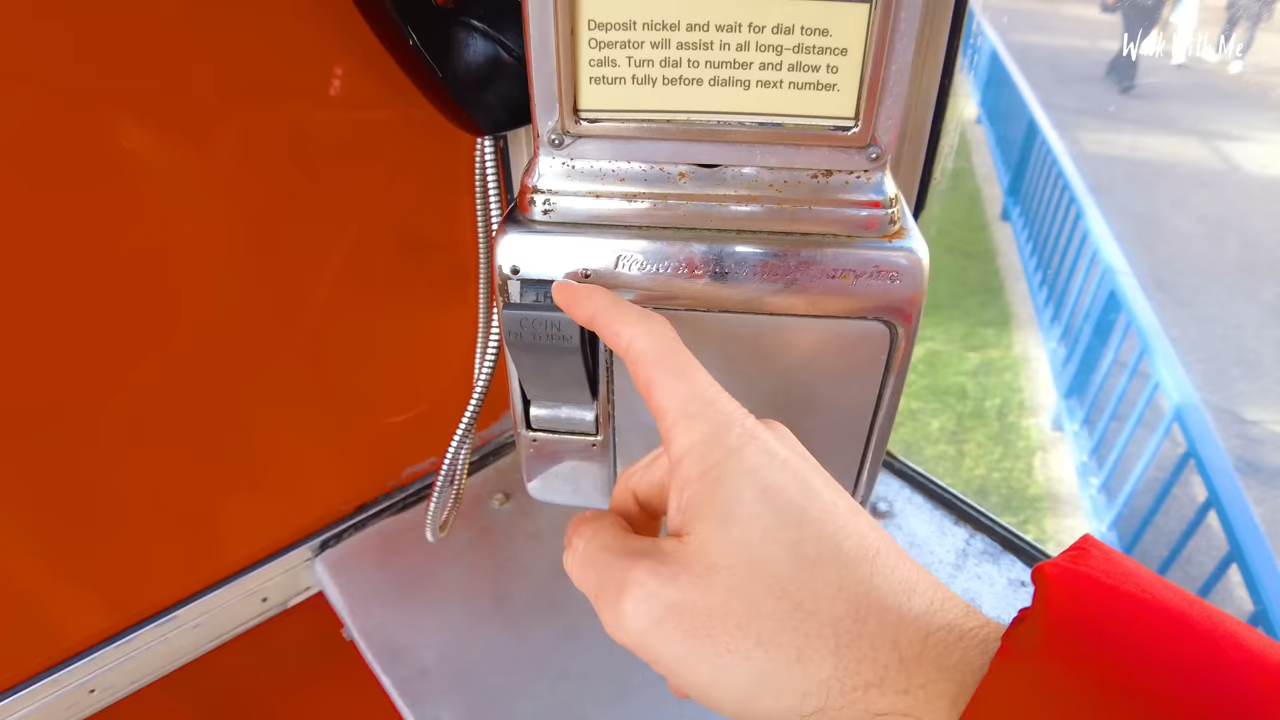 Walk With Me
Deposit nickel and wait for dial tone.
Operator will assist in all long-distance
calls. Turn dial to number and allow to
return fully before dialing next number.
COIN
RETURN